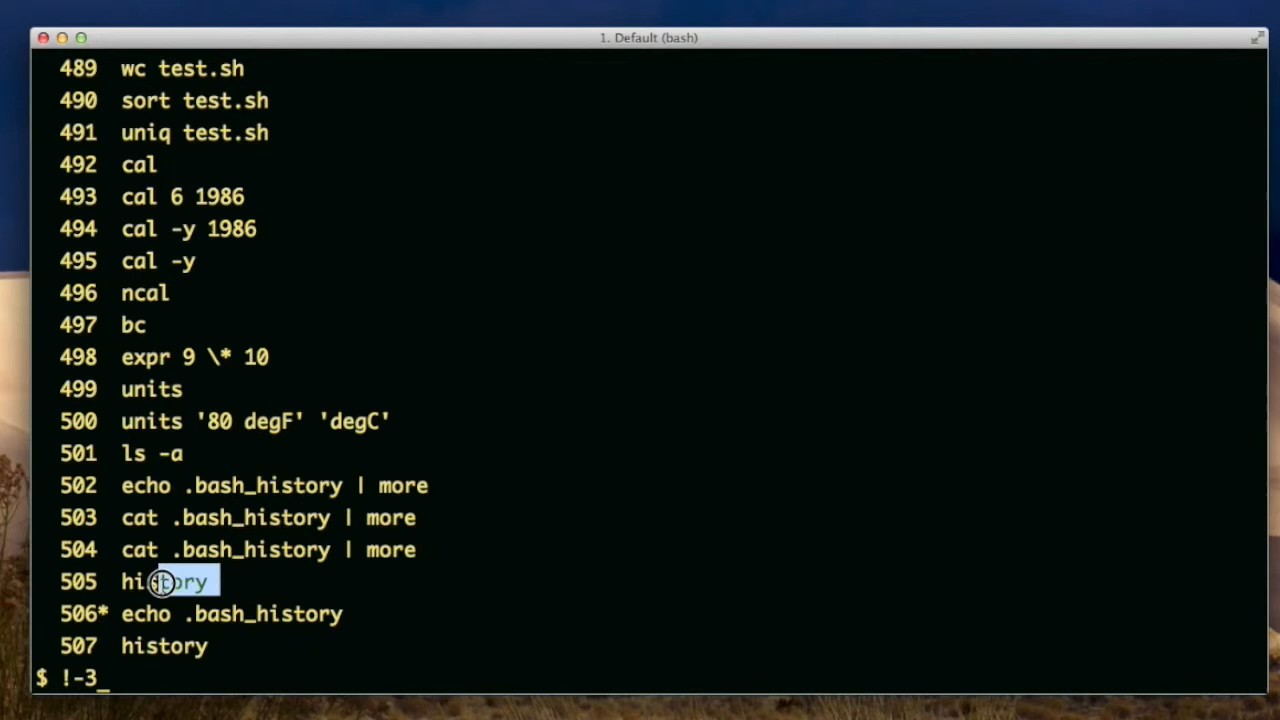 1. Default (bash)
489 wc test.sh
490 sort test.sh
491 uniq test.sh
492 cal
493 cal 6 1986
494 cal -y 1986
495 cal -y
496 ncal
497 bc
498 expr 9 \* 10
499 units
500 units '80 degF' 'degC'
501 ls -a
502 echo .bash_history | more
503 cat .bash_history | more
504 cat .bash_history | more
505 history
506* echo .bash_history
507 history
$ !-3_